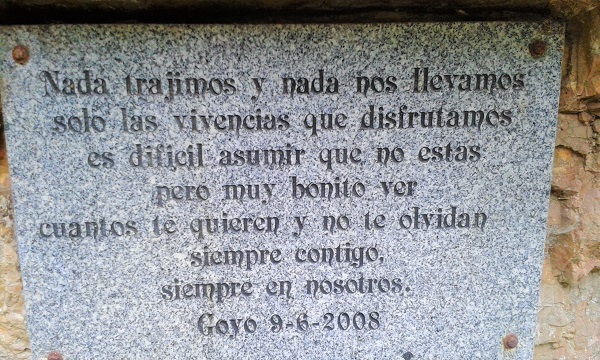 Nada trajimos y nada nos llevamos
solo las vivencias que disfrutamos
es dificil asumir que no estas
pero muy bonito ver
cuantos te quieren y no te olvidan
siempre contigo,
siempre en nosotros.
Goyo 9-6-2008